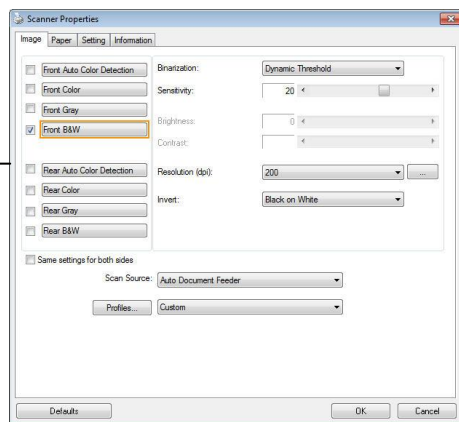 Scanner Properties
Image Paper Setting Information
Front Auto Color Detection
Front Color
Front Gray
Front B&W
Rear Auto Color Detection
Rear Color
Rear Gray
Rear B&W
Binarization: Dynamic Threshold
Sensitivity: 20
Brightness: 0
Contrast:
Resolution (dpi): 200 ...
Invert: Black on White
Same settings for both sides
Scan Source: Auto Document Feeder
Profiles... Custom
Defaults OK Cancel